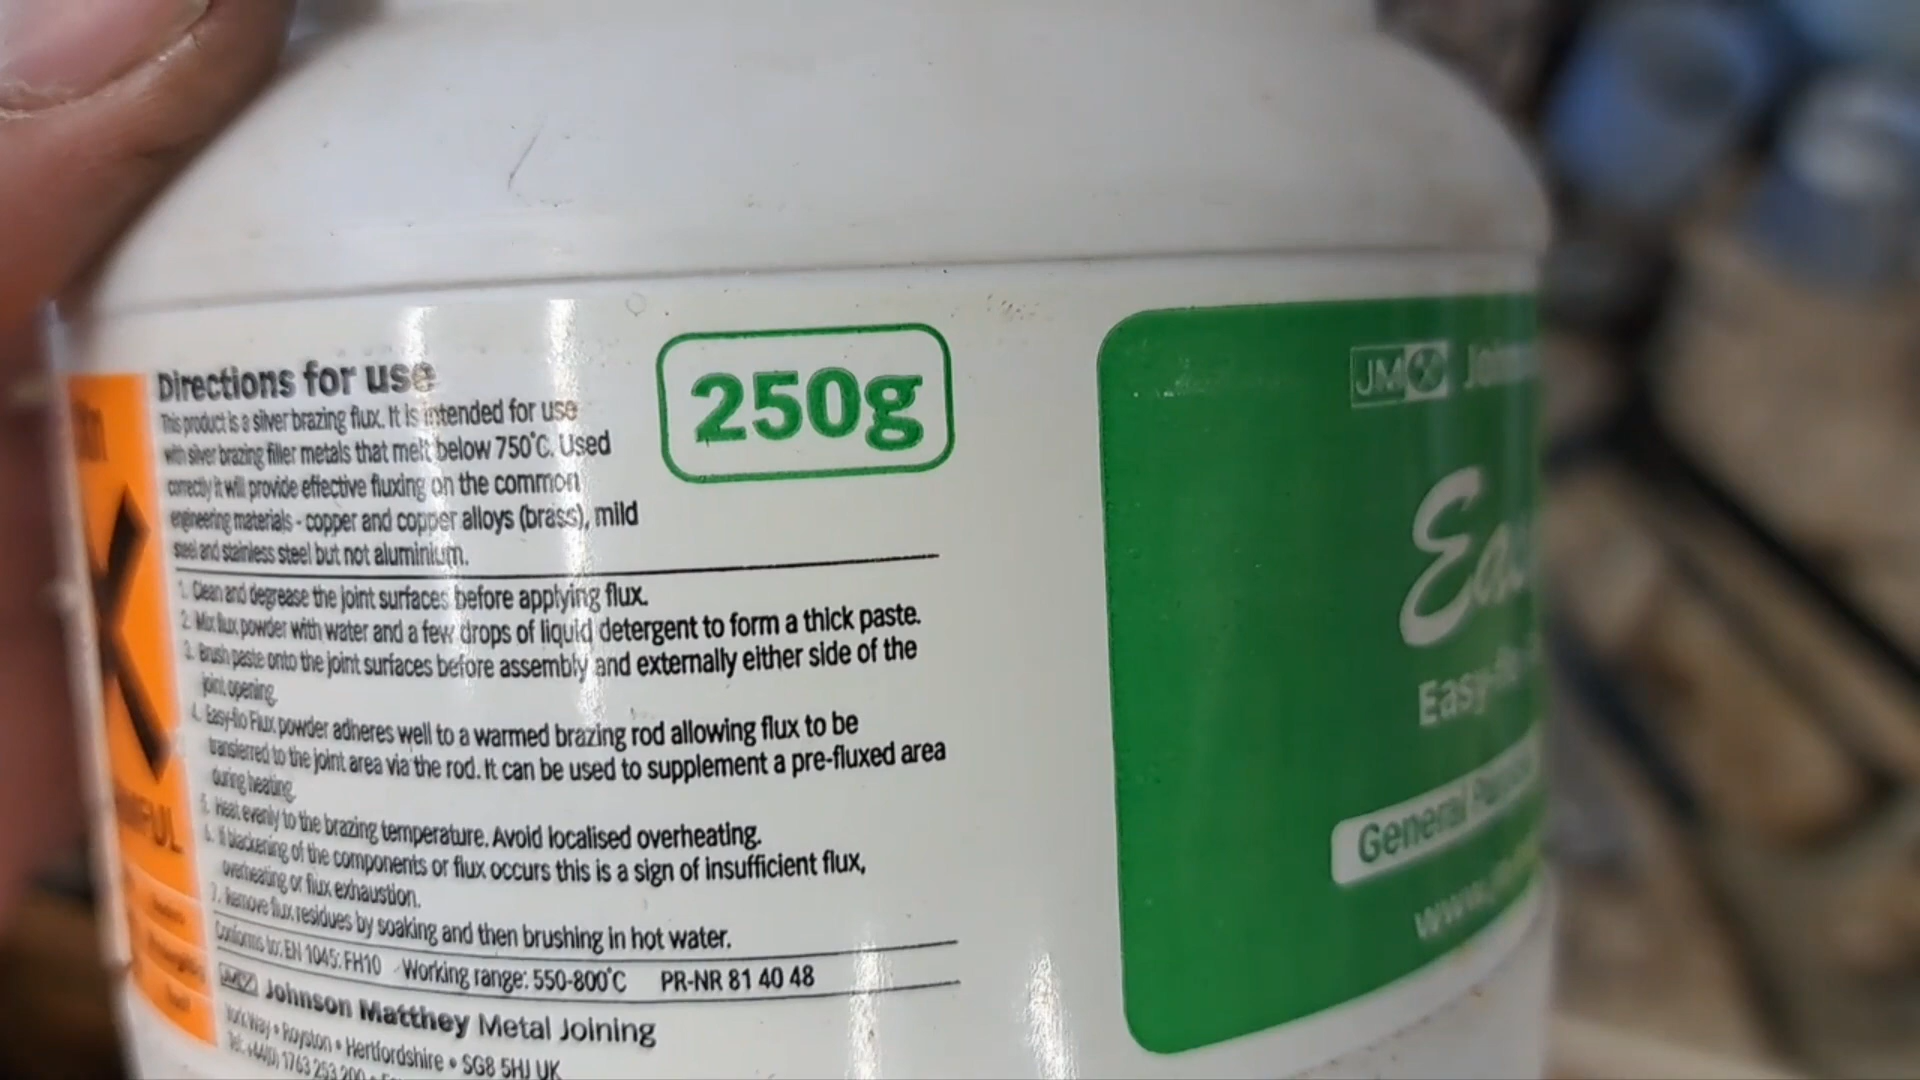 Directions for use
This product is a silver brazing flux. It is intended for use
with silver brazing filler metals that melt below 750°C. Used
correctly it will provide effective fluxing on the common
engineering materials - copper and copper alloys (brass), mild
steel and stainless steel but not aluminium.
250g
1. Clean and degrease the joint surfaces before applying flux.
2. Mix flux powder with water and a few drops of liquid detergent to form a thick paste.
3. Brush paste onto the joint surfaces before assembly and externally either side of the
joint opening.
4. Easy-flo Flux powder adheres well to a warmed brazing rod allowing flux to be
transferred to the joint area via the rod. It can be used to supplement a pre-fluxed area
during heating.
5. Heat evenly to the brazing temperature. Avoid localised overheating.
6. If blackening of the components or flux occurs this is a sign of insufficient flux,
overheating or flux exhaustion.
7. Remove flux residues by soaking and then brushing in hot water.
Conforms to: EN 1045: FH10 Working range: 550-800°C PR-NR 81 40 48
JM Johnson Matthey Metal Joining
York Way • Royston • Hertfordshire • SG8 5HJ UK
Tel: +44(0) 1763 253 200
JM
Ea
Easy-flo
General
www.